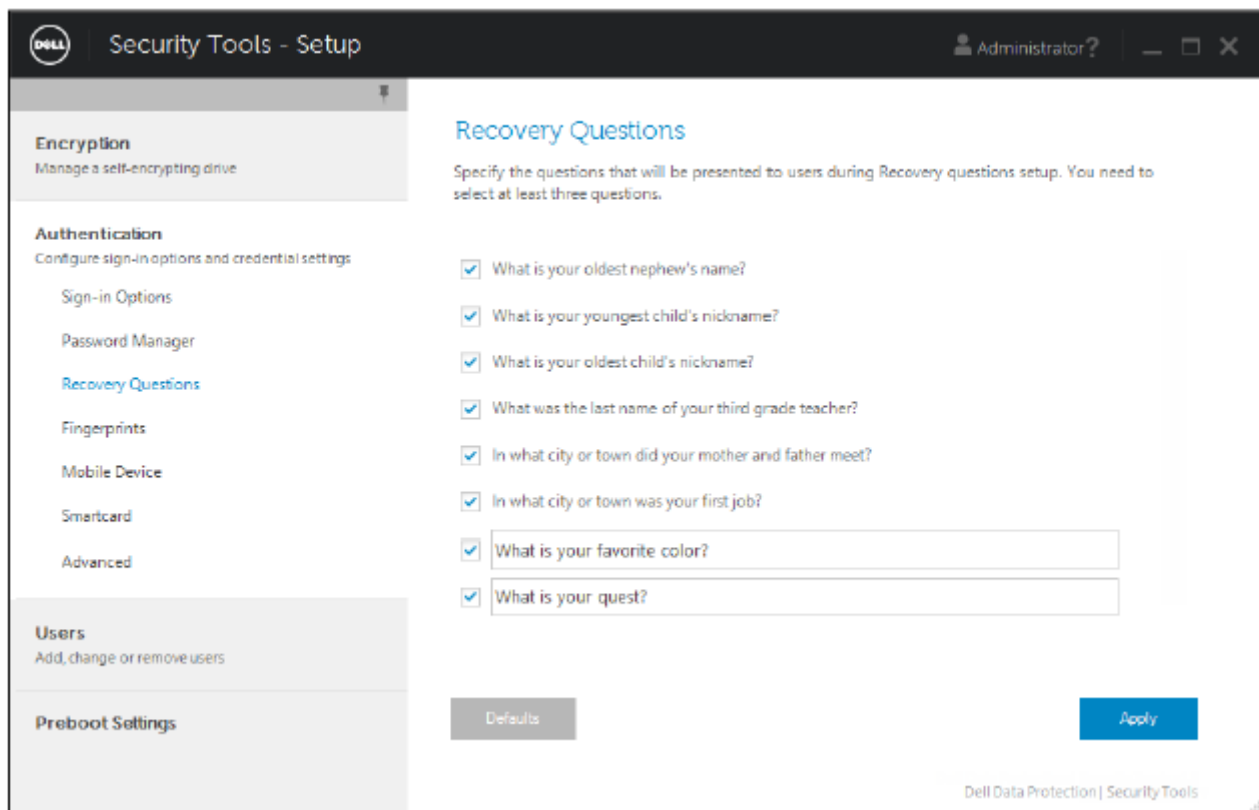 DELL
Security Tools - Setup
Administrator?
Encryption
Manage a self-encrypting drive
Authentication
Configure sign-in options and credential settings
Sign-in Options
Password Manager
Recovery Questions
Fingerprints
Mobile Device
Smartcard
Advanced
Users
Add, change or remove users
Preboot Settings
Recovery Questions
Specify the questions that will be presented to users during Recovery questions setup. You need to
select at least three questions.
What is your oldest nephew's name?
What is your youngest child's nickname?
What is your oldest child's nickname?
What was the last name of your third grade teacher?
In what city or town did your mother and father meet?
In what city or town was your first job?
What is your favorite color?
What is your quest?
Defaults
Apply
Dell Data Protection | Security Tools